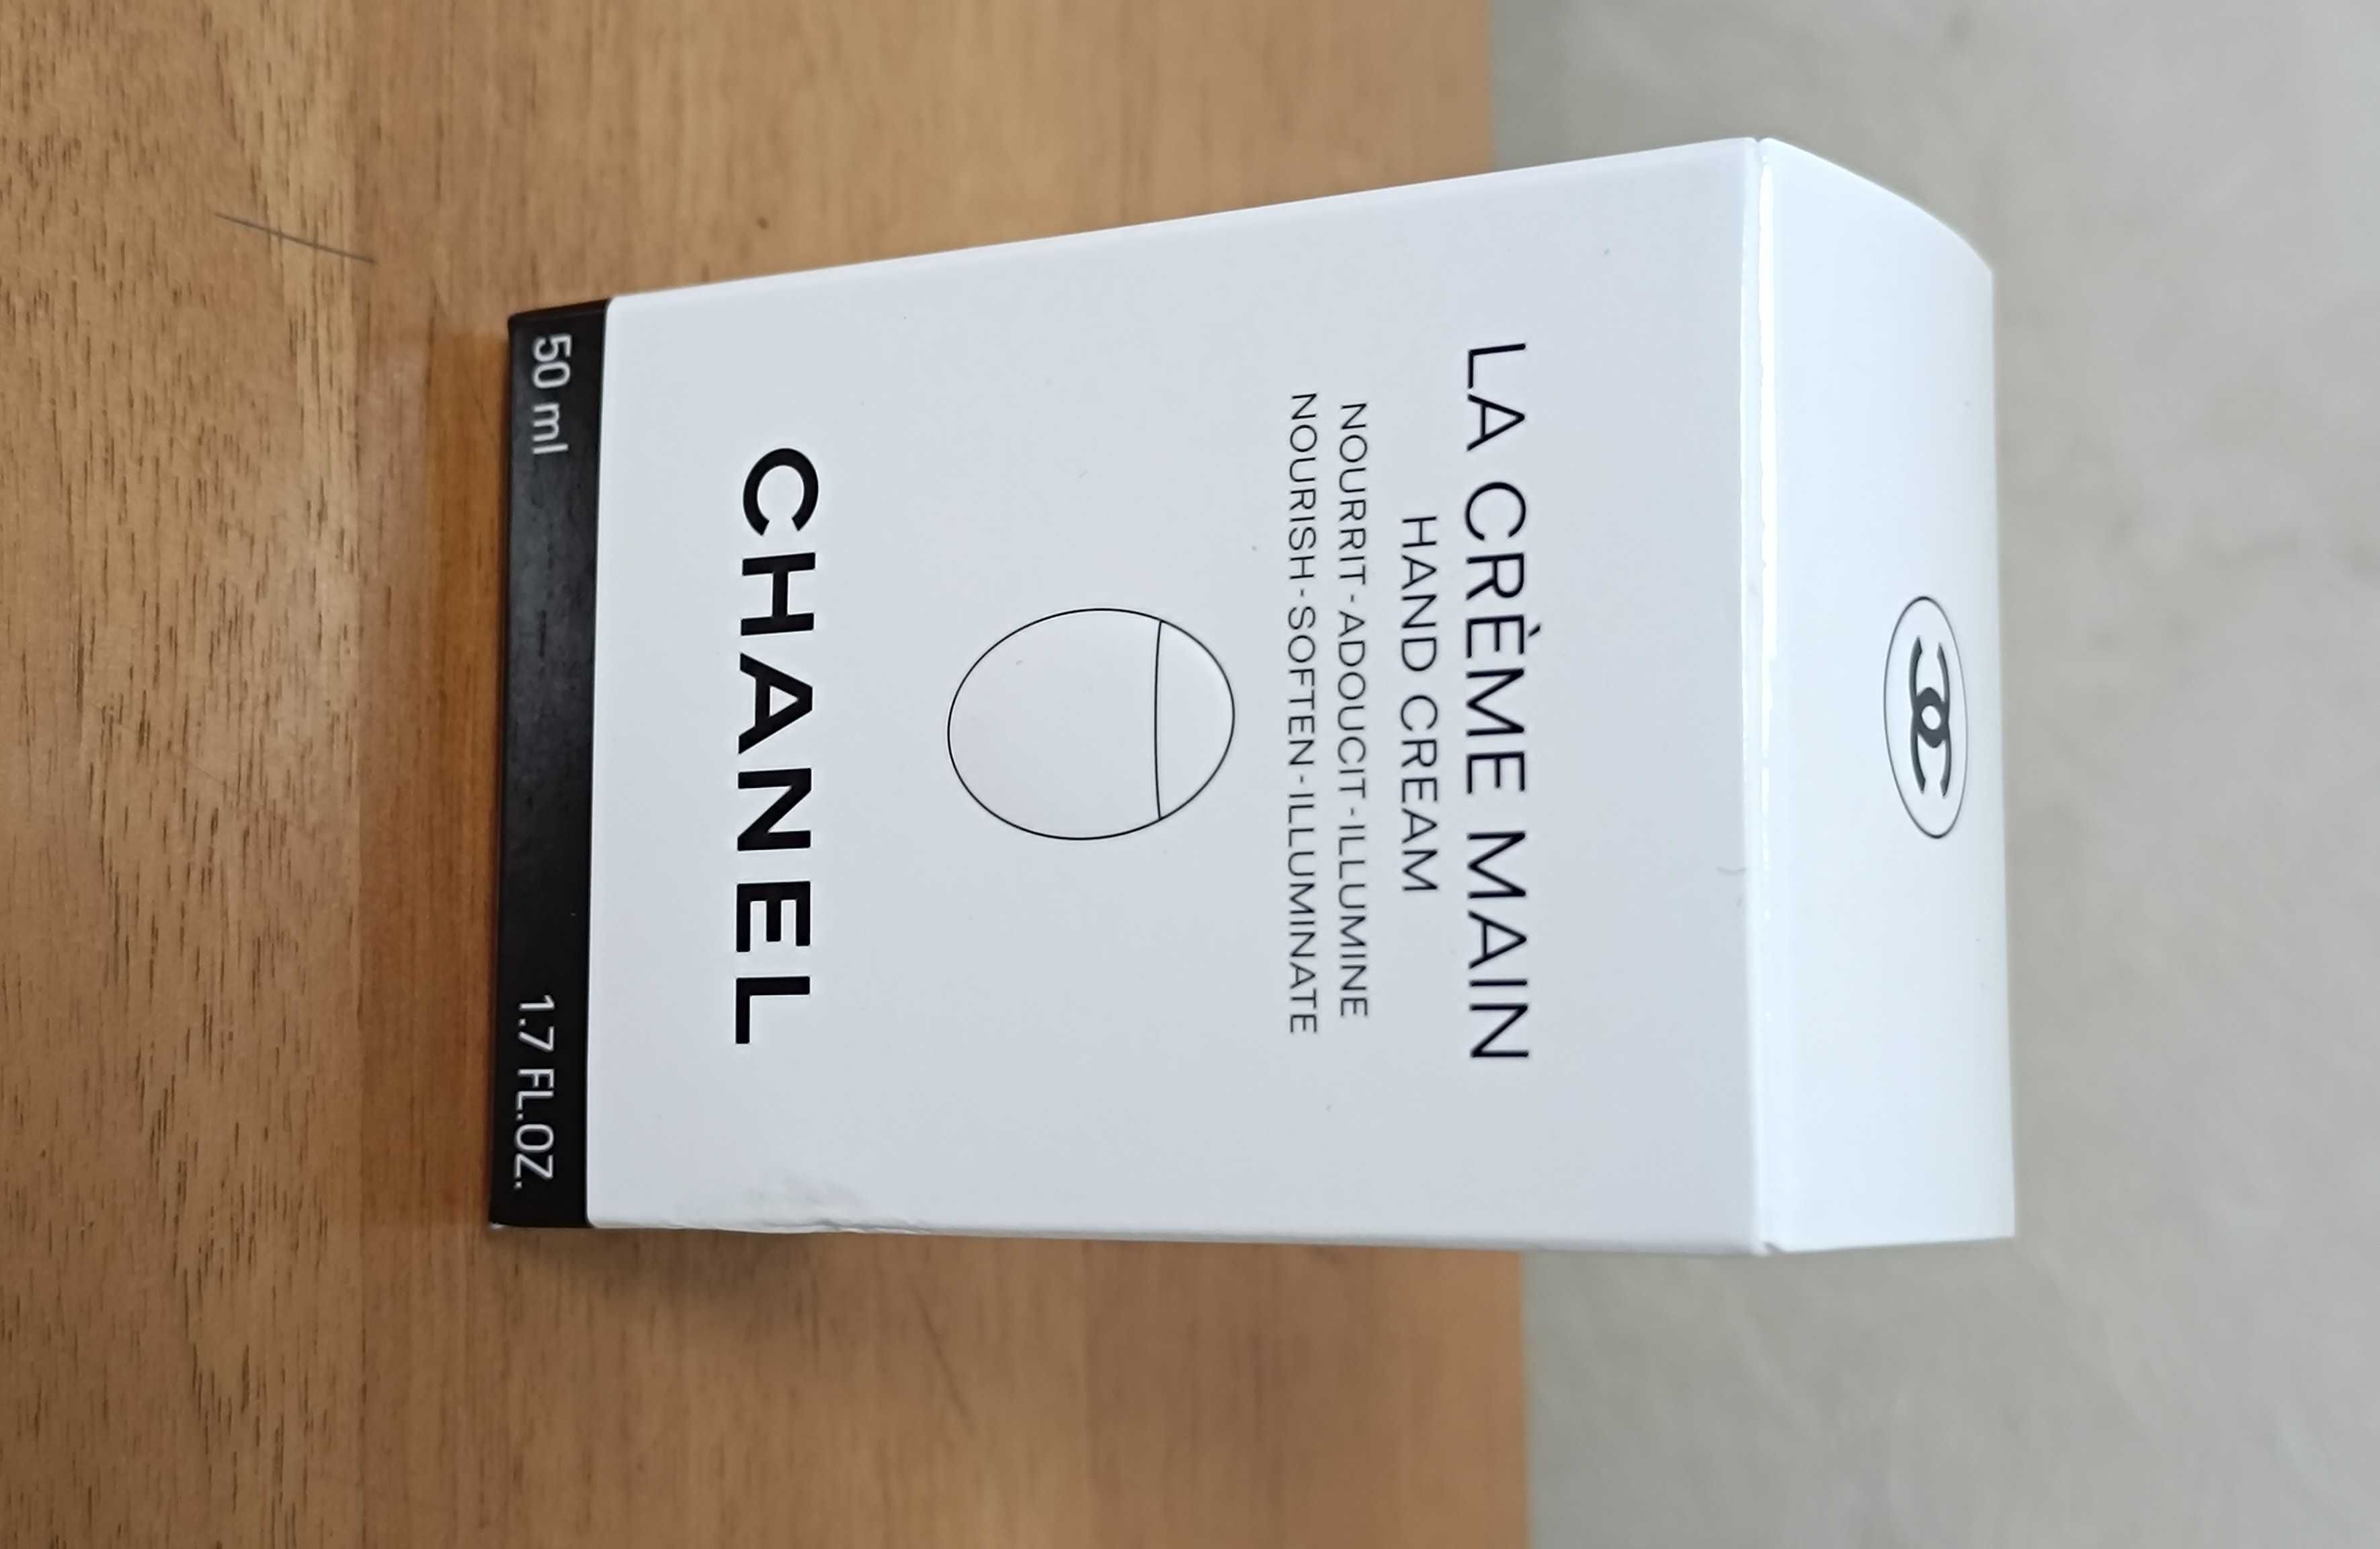 LA CRÈME MAIN
HAND CREAM
NOURRIT - ADOUCIT - ILLUMINE
NOURISH - SOFTEN - ILLUMINATE
CHANEL
50 ml
1.7 FL.OZ.